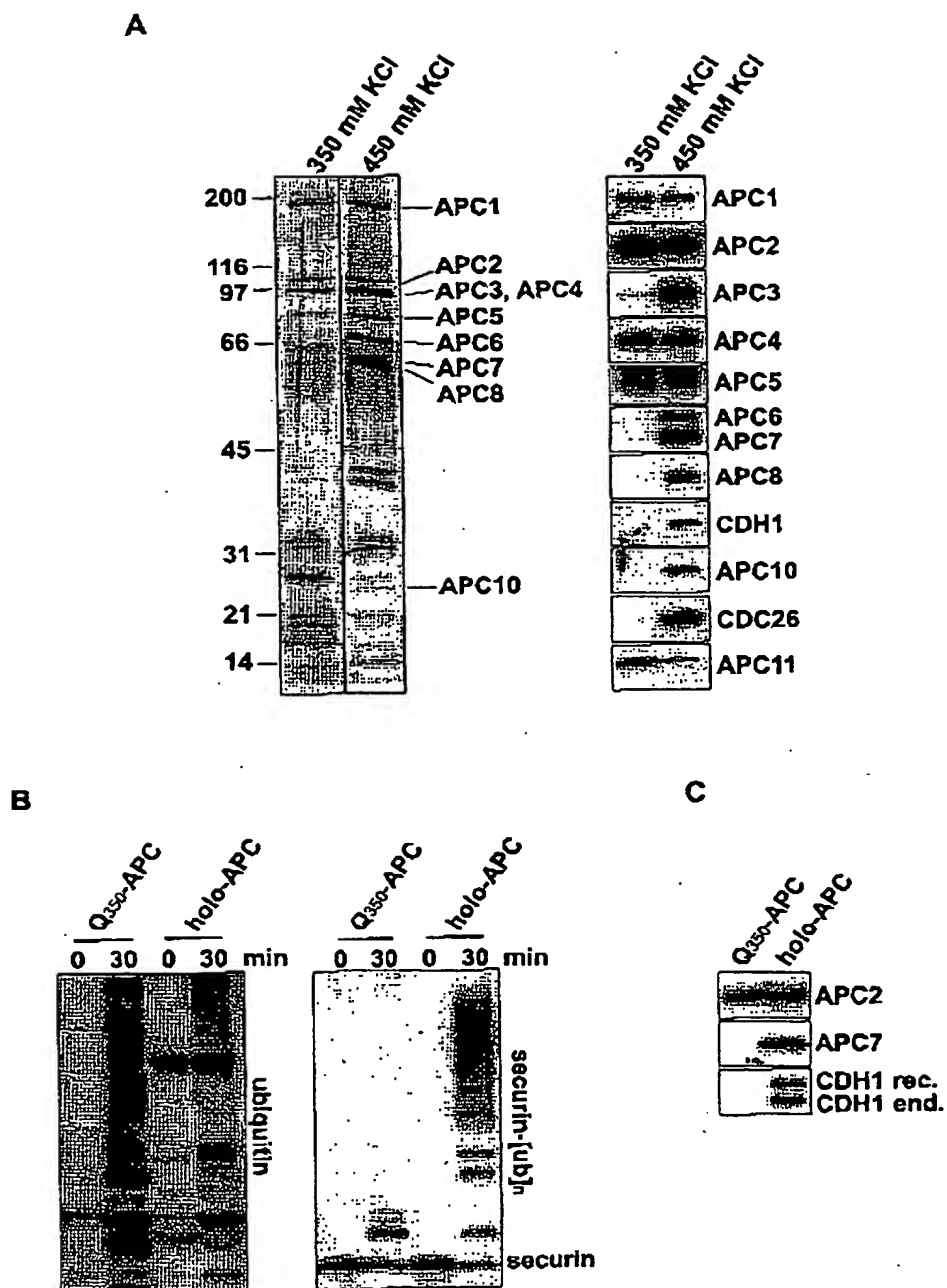 A
350 mM KCl
450 mM KCl
350 mM KCl
450 mM KCl
200
116
97
66
45
31
21
14
APC1
APC2
APC3, APC4
APC5
APC6
APC7
APC8
APC10
APC1
APC2
APC3
APC4
APC5
APC6
APC7
APC8
CDH1
APC10
CDC26
APC11
B
Q350-APC
holo-APC
0 30 0 30 min
ubiquitin
Q350-APC
holo-APC
0 30 0 30 min
securin-[ub]n
securin
C
Q350-APC
holo-APC
APC2
APC7
CDH1 rec.
CDH1 end.